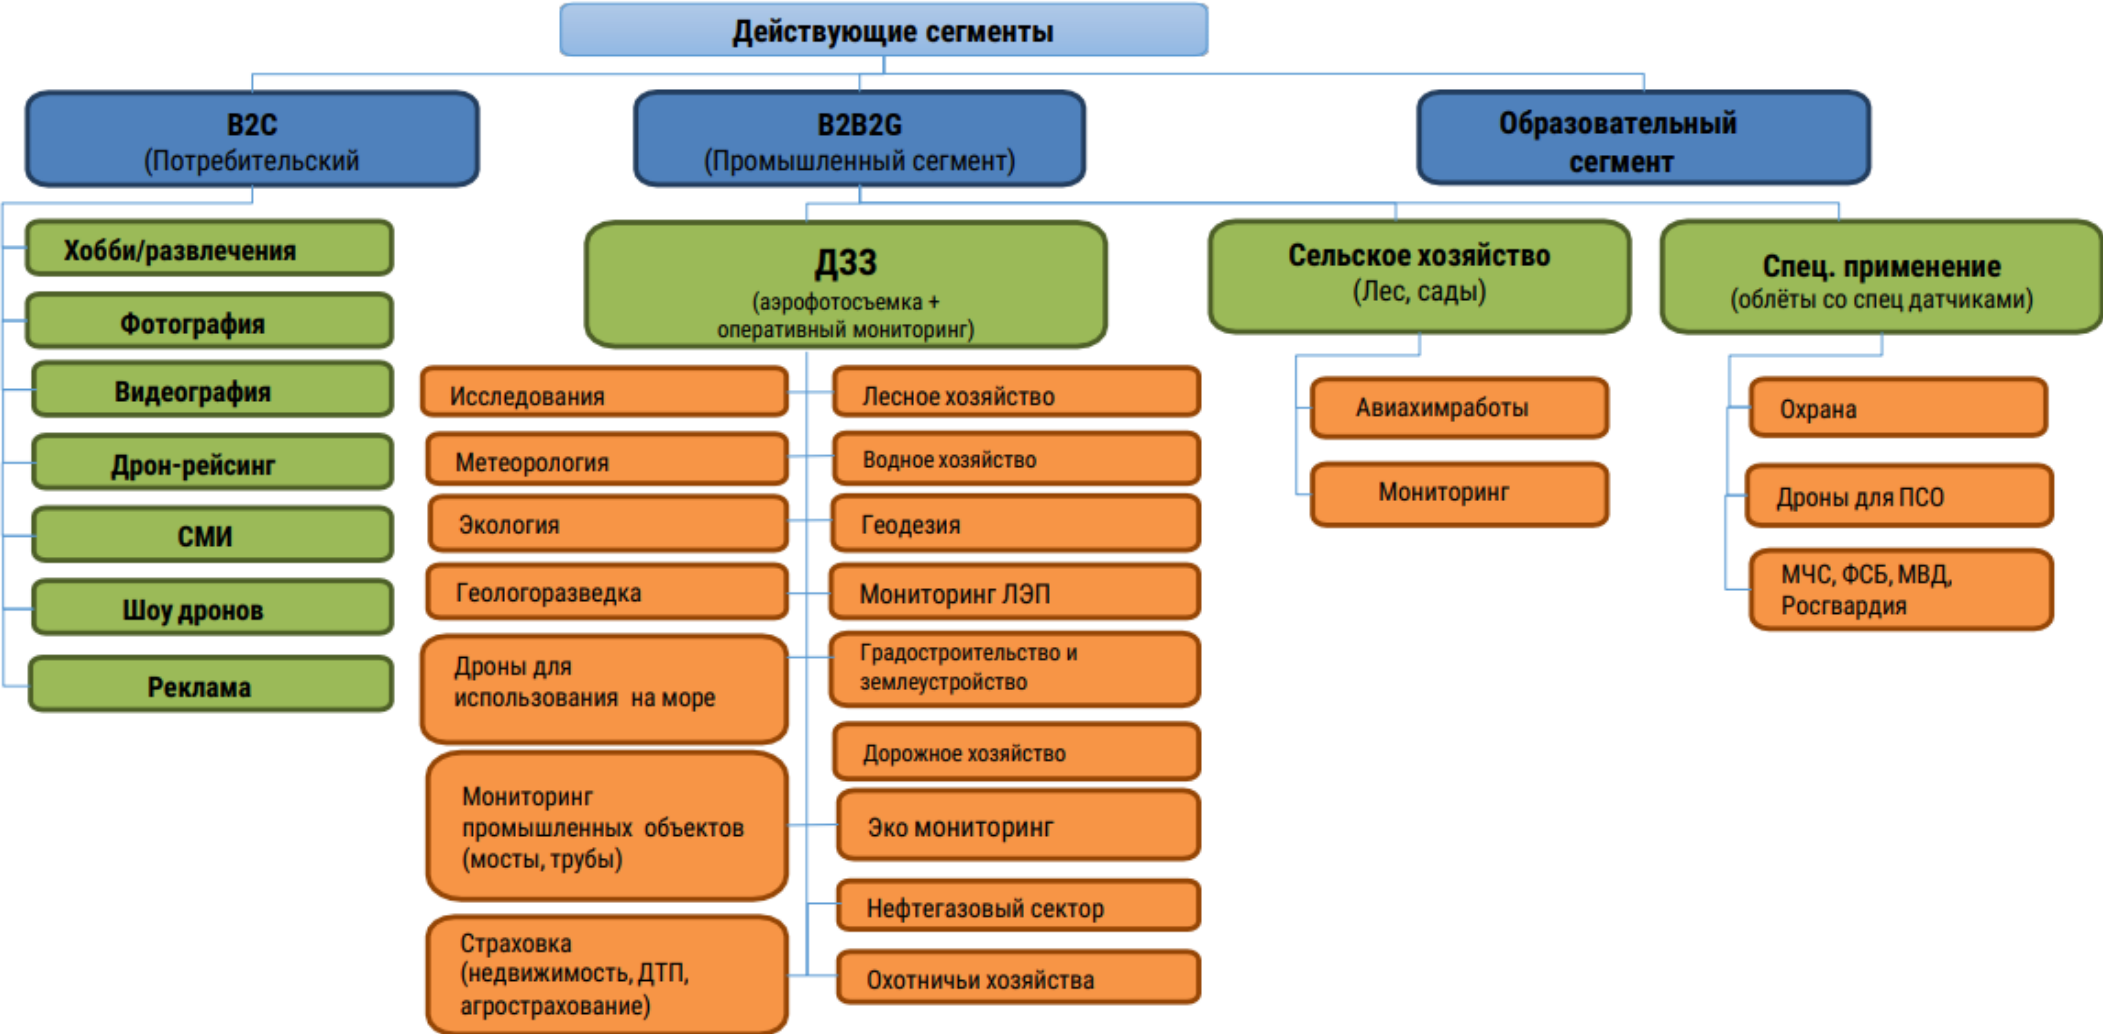 Действующие сегменты
B2C
(Потребительский
B2B2G
(Промышленный сегмент)
Образовательный
сегмент
Хобби/развлечения
Фотография
Видеография
Дрон-рейсинг
СМИ
Шоу дронов
Реклама
ДЗЗ
(аэрофотосъемка +
оперативный мониторинг)
Исследования
Метеорология
Экология
Геологоразведка
Дроны для
использования на море
Мониторинг
промышленных объектов
(мосты, трубы)
Страховка
(недвижимость, ДТП,
агрострахование)
Лесное хозяйство
Водное хозяйство
Геодезия
Мониторинг ЛЭП
Градостроительство и
землеустройство
Дорожное хозяйство
Эко мониторинг
Нефтегазовый сектор
Охотничьи хозяйства
Сельское хозяйство
(Лес, сады)
Авиахимработы
Мониторинг
Спец. применение
(облёты со спец датчиками)
Охрана
Дроны для ПСО
МЧС, ФСБ, МВД,
Росгвардия